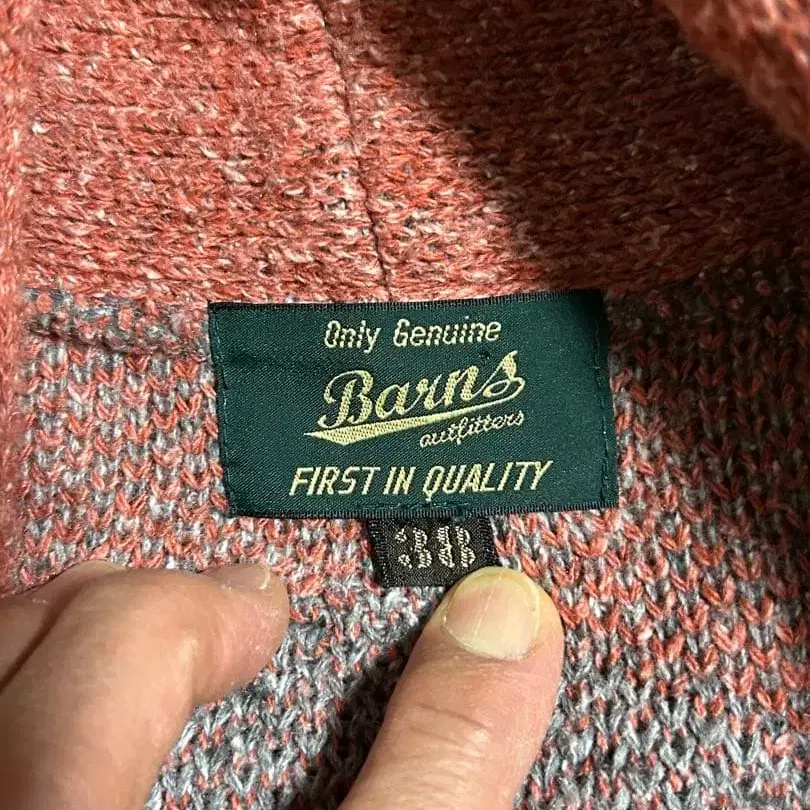 Only Genuine
Barns
outfitters
FIRST IN QUALITY
38